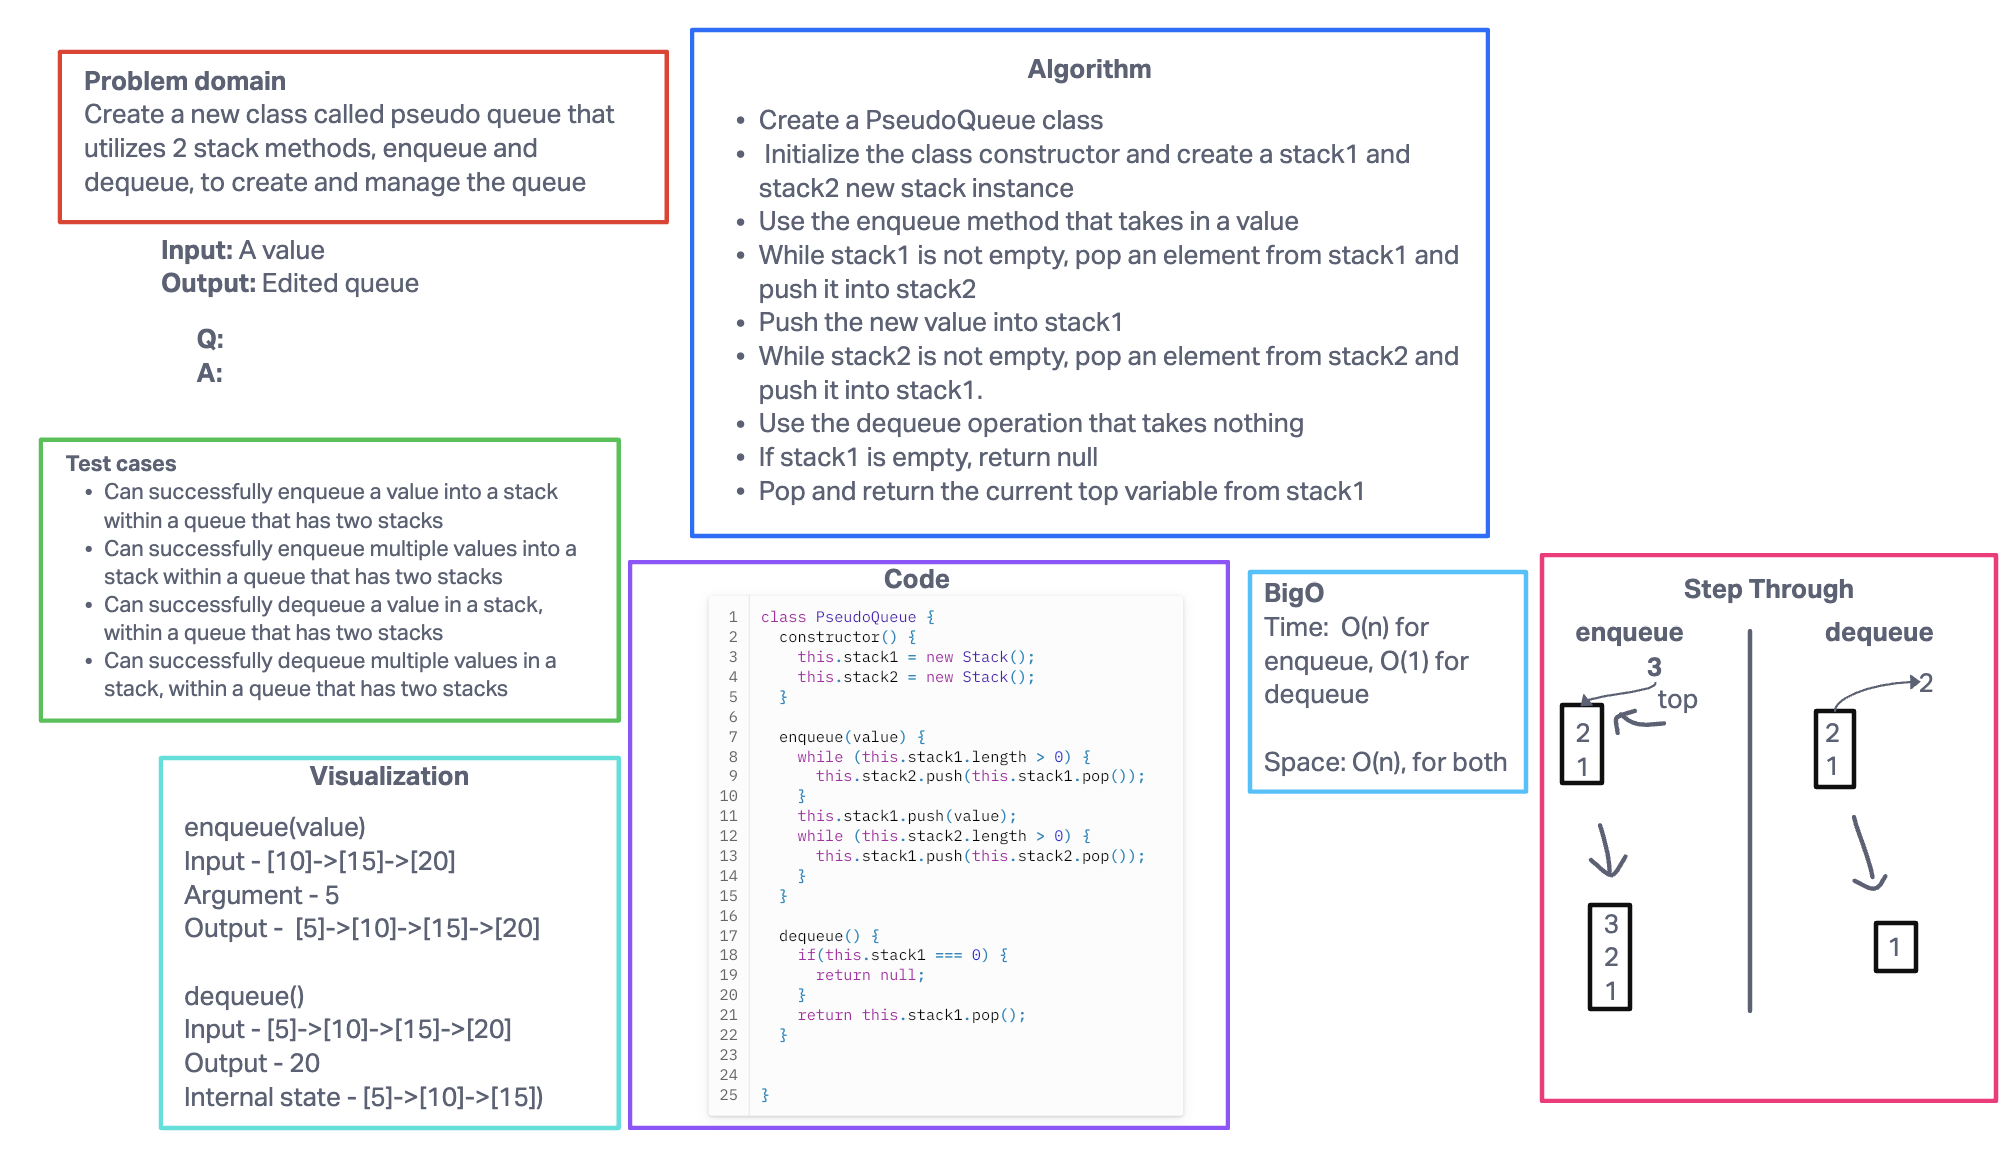 Problem domain
Create a new class called pseudo queue that
utilizes 2 stack methods, enqueue and
dequeue, to create and manage the queue
Input: A value
Output: Edited queue
Q:
A:
Test cases
• Can successfully enqueue a value into a stack
within a queue that has two stacks
• Can successfully enqueue multiple values into a
stack within a queue that has two stacks
• Can successfully dequeue a value in a stack,
within a queue that has two stacks
• Can successfully dequeue multiple values in a
stack, within a queue that has two stacks
Visualization
enqueue(value)
Input - [10]->[15]->[20]
Argument - 5
Output -  [5]->[10]->[15]->[20]
dequeue()
Input - [5]->[10]->[15]->[20]
Output - 20
Internal state - [5]->[10]->[15])
Algorithm
• Create a PseudoQueue class
• Initialize the class constructor and create a stack1 and
stack2 new stack instance
• Use the enqueue method that takes in a value
• While stack1 is not empty, pop an element from stack1 and
push it into stack2
• Push the new value into stack1
• While stack2 is not empty, pop an element from stack2 and
push it into stack1.
• Use the dequeue operation that takes nothing
• If stack1 is empty, return null
• Pop and return the current top variable from stack1
Code
1 class PseudoQueue {
2   constructor() {
3     this.stack1 = new Stack();
4     this.stack2 = new Stack();
5   }
6
7   enqueue(value) {
8     while (this.stack1.length > 0) {
9       this.stack2.push(this.stack1.pop());
10     }
11     this.stack1.push(value);
12     while (this.stack2.length > 0) {
13       this.stack1.push(this.stack2.pop());
14     }
15   }
16
17   dequeue() {
18     if(this.stack1 === 0) {
19       return null;
20     }
21     return this.stack1.pop();
22   }
23
24
25 }
BigO
Time:  O(n) for
enqueue, O(1) for
dequeue
Space: O(n), for both
Step Through
enqueue
3
top
2
1
3
2
1
dequeue
2
2
1
1